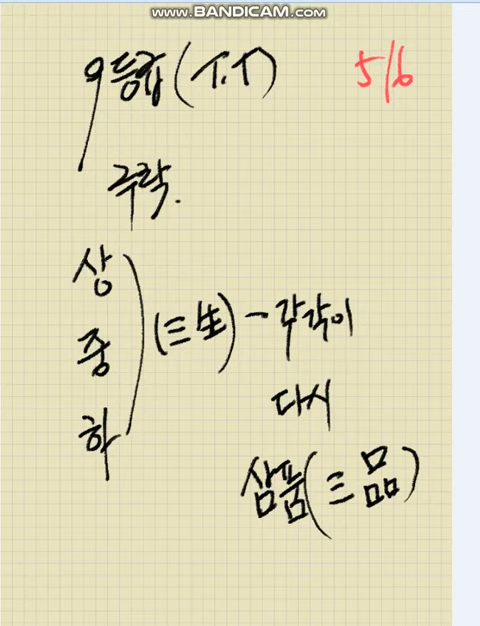 WWW.BANDICAM.COM
9등급 (ㅜ.ㅜ) 5/6
구락.
상
중 (三生) - 각각이
하
다시
삼품 (三品)